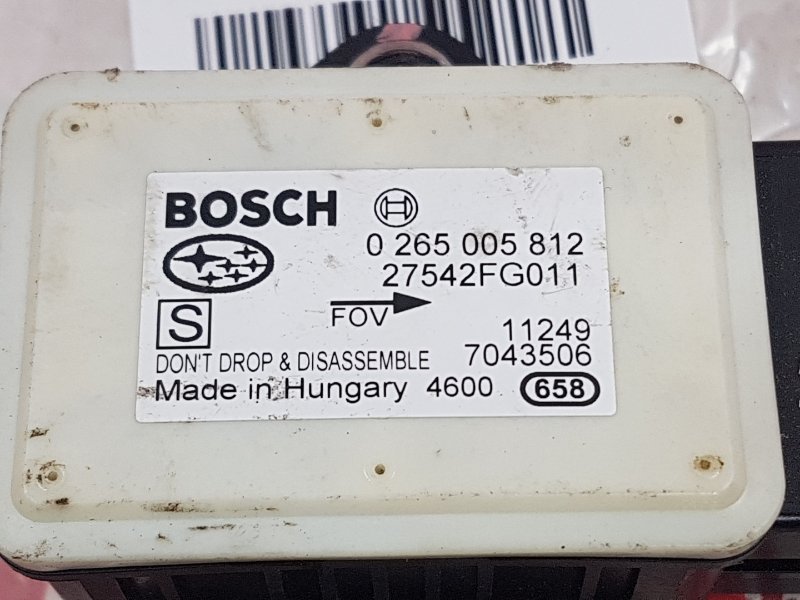 BOSCH
0 265 005 812
27542FG011
S
FOV
11249
DON'T DROP & DISASSEMBLE 7043506
Made in Hungary 4600 658